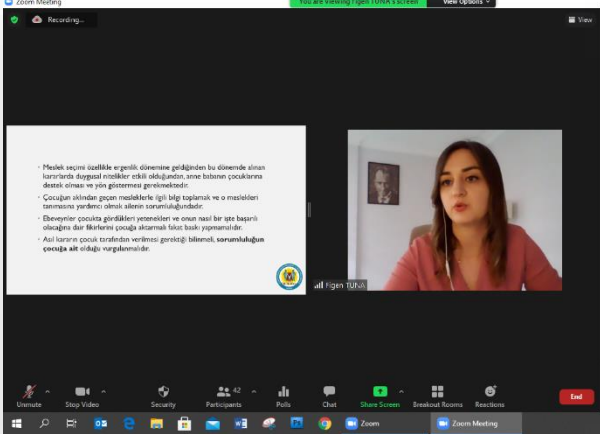 Zoom Meeting
You are viewing Figen TUNA's screen
View Options
Recording...
View
Meslek seçimi özellikle ergenlik dönemine geldiğinden bu dönemde alınan
kararlarda duygusal nitelikler etkili olduğundan, anne babanın çocuklarına
destek olması ve yön göstermesi gerekmektedir.
Çocuğun aklından geçen mesleklerle ilgili bilgi toplamak ve o meslekleri
tanımasına yardımcı olmak ailenin sorumluluğundadır.
Ebeveynler çocukta gördükleri yetenekleri ve onun nasıl bir işte başarılı
olacağına dair fikirlerini çocuğa aktarmalı fakat baskı yapmamalıdır.
Asıl kararın çocuk tarafından verilmesi gerektiği bilinmeli, sorumluluğun
çocuğa ait olduğu vurgulanmalıdır.
Figen TUNA
Unmute
Stop Video
Security
42
Participants
Polls
Chat
Share Screen
Breakout Rooms
Reactions
End
Zoom
Zoom Meeting